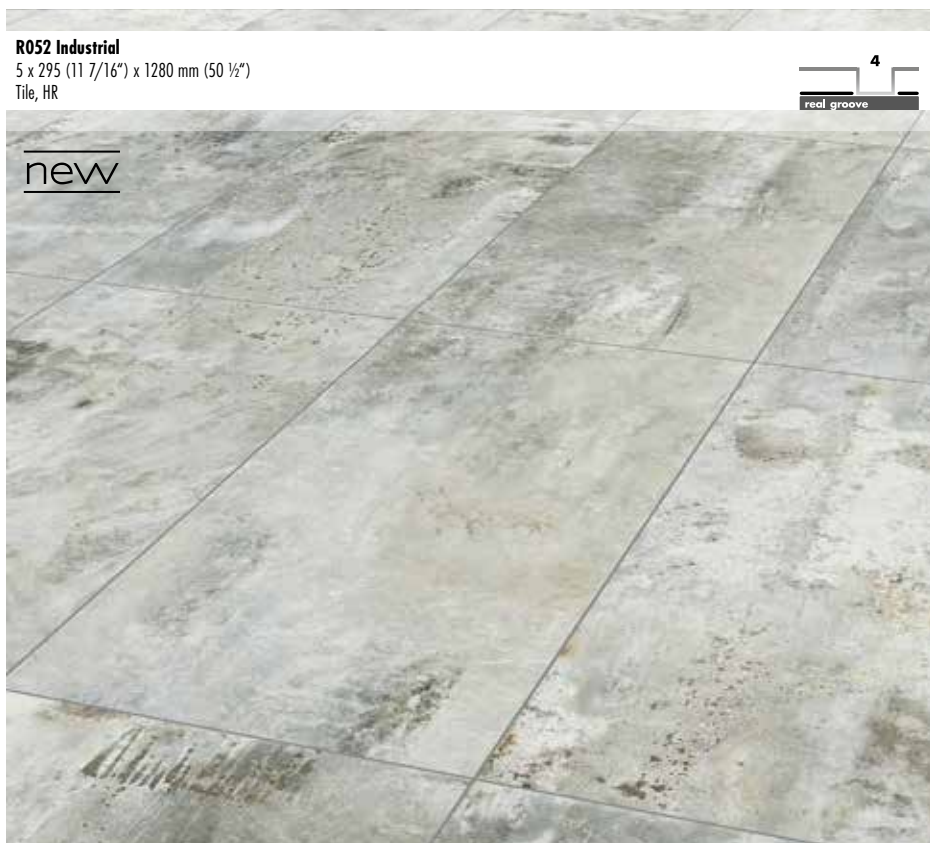 R052 Industrial
5 x 295 (11 7/16“) x 1280 mm (50 ½“)
Tile, HR
4
real groove
new